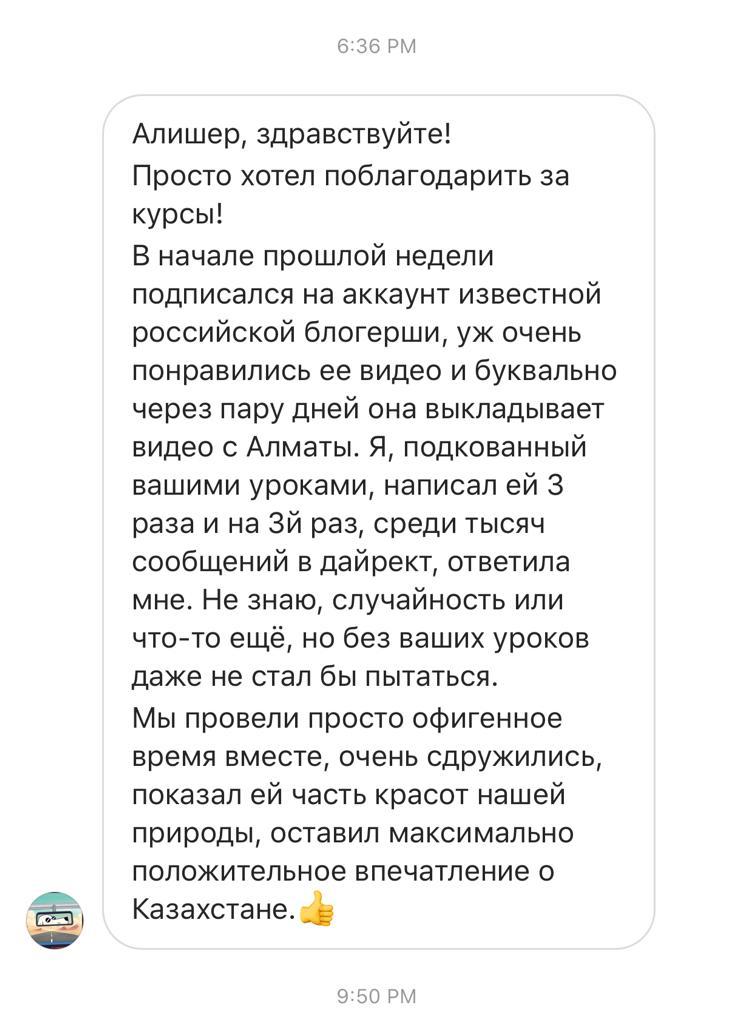 6:36 PM
Алишер, здравствуйте!
Просто хотел поблагодарить за
курсы!
В начале прошлой недели
подписался на аккаунт известной
российской блогерши, уж очень
понравились ее видео и буквально
через пару дней она выкладывает
видео с Алматы. Я, подкованный
вашими уроками, написал ей 3
раза и на 3й раз, среди тысяч
сообщений в дайрект, ответила
мне. Не знаю, случайность или
что-то ещё, но без ваших уроков
даже не стал бы пытаться.
Мы провели просто офигенное
время вместе, очень сдружились,
показал ей часть красот нашей
природы, оставил максимально
положительное впечатление о
Казахстане.👍
9:50 PM